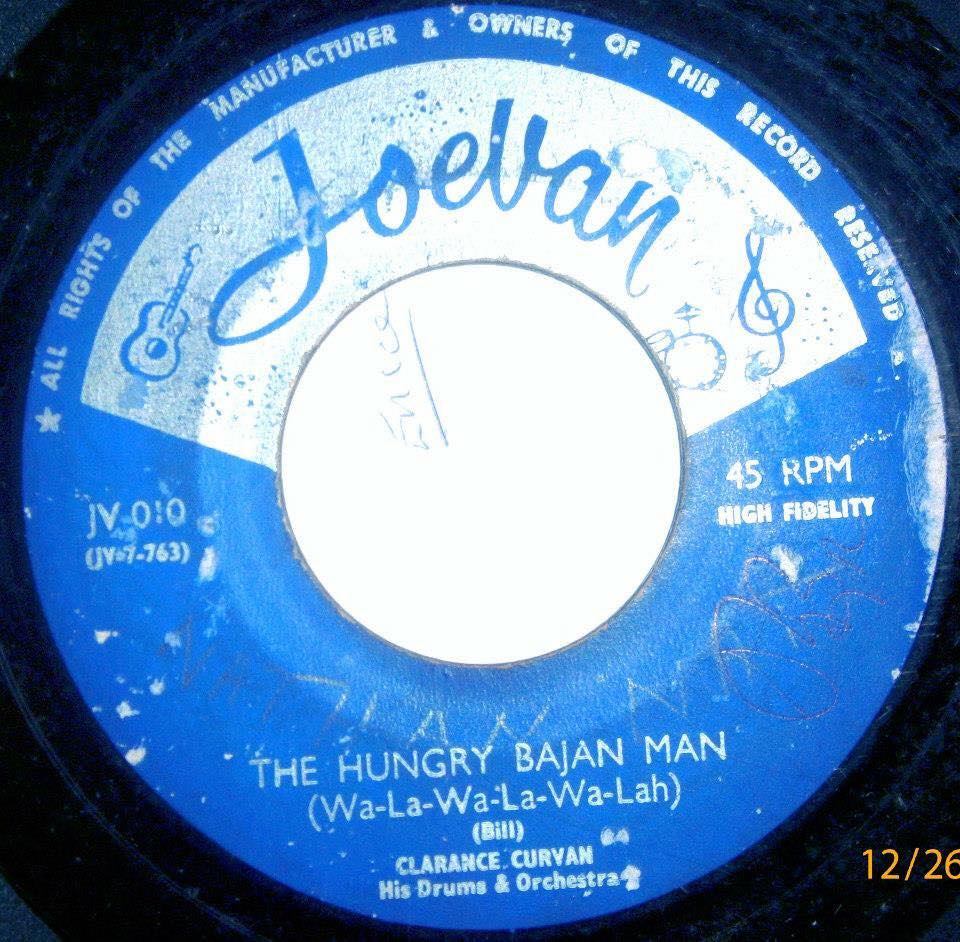 ★ ALL RIGHTS OF THE MANUFACTURER & OWNERS OF THIS RECORD RESERVED
Joevan
JV-010
(JV-7-763)
45 RPM
HIGH FIDELITY
THE HUNGRY BAJAN MAN
(Wa-La-Wa-La-Wa-Lah)
(Bill)
CLARANCE CURVAN
His Drums & Orchestra
12/26